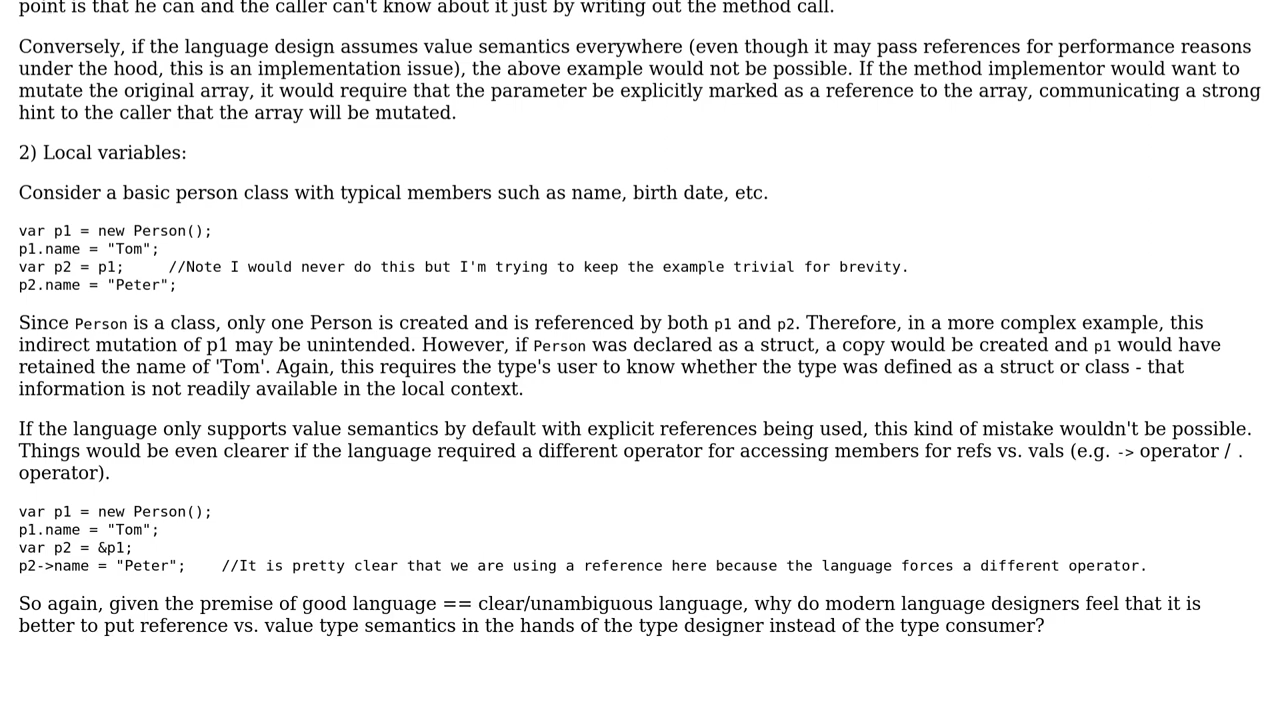 point is that he can and the caller can't know about it just by writing out the method call.
Conversely, if the language design assumes value semantics everywhere (even though it may pass references for performance reasons
under the hood, this is an implementation issue), the above example would not be possible. If the method implementor would want to
mutate the original array, it would require that the parameter be explicitly marked as a reference to the array, communicating a strong
hint to the caller that the array will be mutated.
2) Local variables:
Consider a basic person class with typical members such as name, birth date, etc.
var p1 = new Person();
p1.name = "Tom";
var p2 = p1;     //Note I would never do this but I'm trying to keep the example trivial for brevity.
p2.name = "Peter";
Since Person is a class, only one Person is created and is referenced by both p1 and p2. Therefore, in a more complex example, this
indirect mutation of p1 may be unintended. However, if Person was declared as a struct, a copy would be created and p1 would have
retained the name of 'Tom'. Again, this requires the type's user to know whether the type was defined as a struct or class - that
information is not readily available in the local context.
If the language only supports value semantics by default with explicit references being used, this kind of mistake wouldn't be possible.
Things would be even clearer if the language required a different operator for accessing members for refs vs. vals (e.g. -> operator / .
operator).
var p1 = new Person();
p1.name = "Tom";
var p2 = &p1;
p2->name = "Peter";    //It is pretty clear that we are using a reference here because the language forces a different operator.
So again, given the premise of good language == clear/unambiguous language, why do modern language designers feel that it is
better to put reference vs. value type semantics in the hands of the type designer instead of the type consumer?